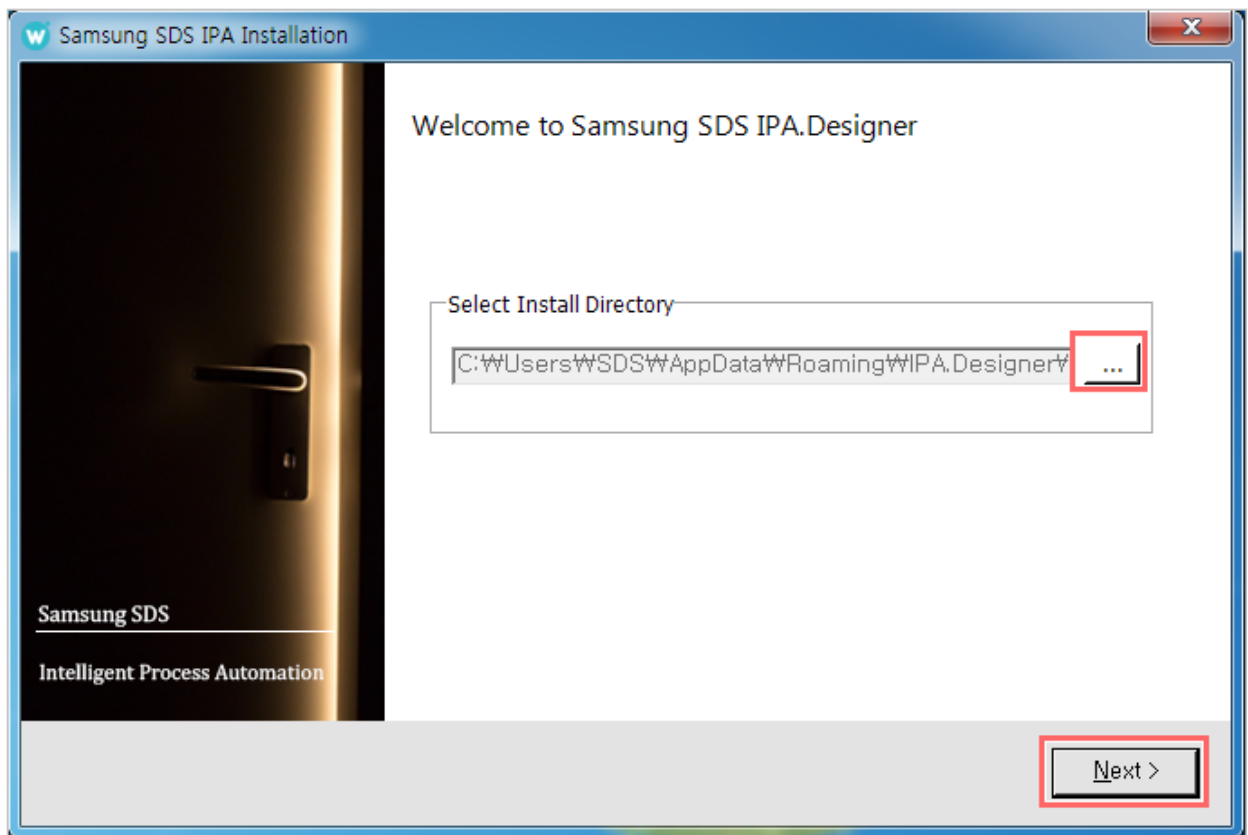 Samsung SDS IPA Installation
Welcome to Samsung SDS IPA.Designer
Select Install Directory
C:₩Users₩SDS₩AppData₩Roaming₩IPA.Designer₩
...
Samsung SDS
Intelligent Process Automation
Next >